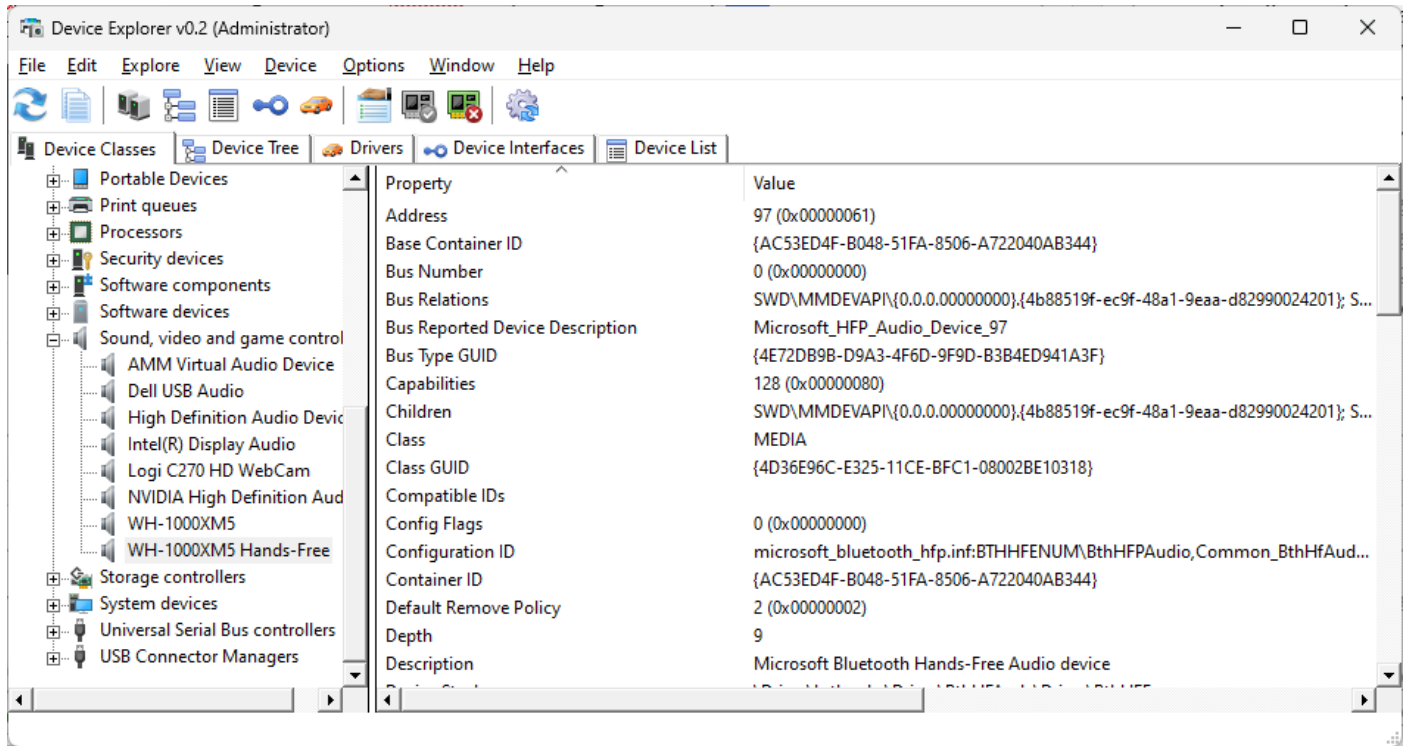 Device Explorer v0.2 (Administrator)
File Edit Explore View Device Options Window Help
Device Classes Device Tree Drivers Device Interfaces Device List
Portable Devices
Print queues
Processors
Security devices
Software components
Software devices
Sound, video and game control
AMM Virtual Audio Device
Dell USB Audio
High Definition Audio Devic
Intel(R) Display Audio
Logi C270 HD WebCam
NVIDIA High Definition Aud
WH-1000XM5
WH-1000XM5 Hands-Free
Storage controllers
System devices
Universal Serial Bus controllers
USB Connector Managers
Property Value
Address 97 (0x00000061)
Base Container ID {AC53ED4F-B048-51FA-8506-A722040AB344}
Bus Number 0 (0x00000000)
Bus Relations SWD\MMDEVAPI\{0.0.0.00000000}.{4b88519f-ec9f-48a1-9eaa-d82990024201}; S...
Bus Reported Device Description Microsoft_HFP_Audio_Device_97
Bus Type GUID {4E72DB9B-D9A3-4F6D-9F9D-B3B4ED941A3F}
Capabilities 128 (0x00000080)
Children SWD\MMDEVAPI\{0.0.0.00000000}.{4b88519f-ec9f-48a1-9eaa-d82990024201}; S...
Class MEDIA
Class GUID {4D36E96C-E325-11CE-BFC1-08002BE10318}
Compatible IDs
Config Flags 0 (0x00000000)
Configuration ID microsoft_bluetooth_hfp.inf:BTHHFENUM\BthHFPAudio,Common_BthHfAud...
Container ID {AC53ED4F-B048-51FA-8506-A722040AB344}
Default Remove Policy 2 (0x00000002)
Depth 9
Description Microsoft Bluetooth Hands-Free Audio device